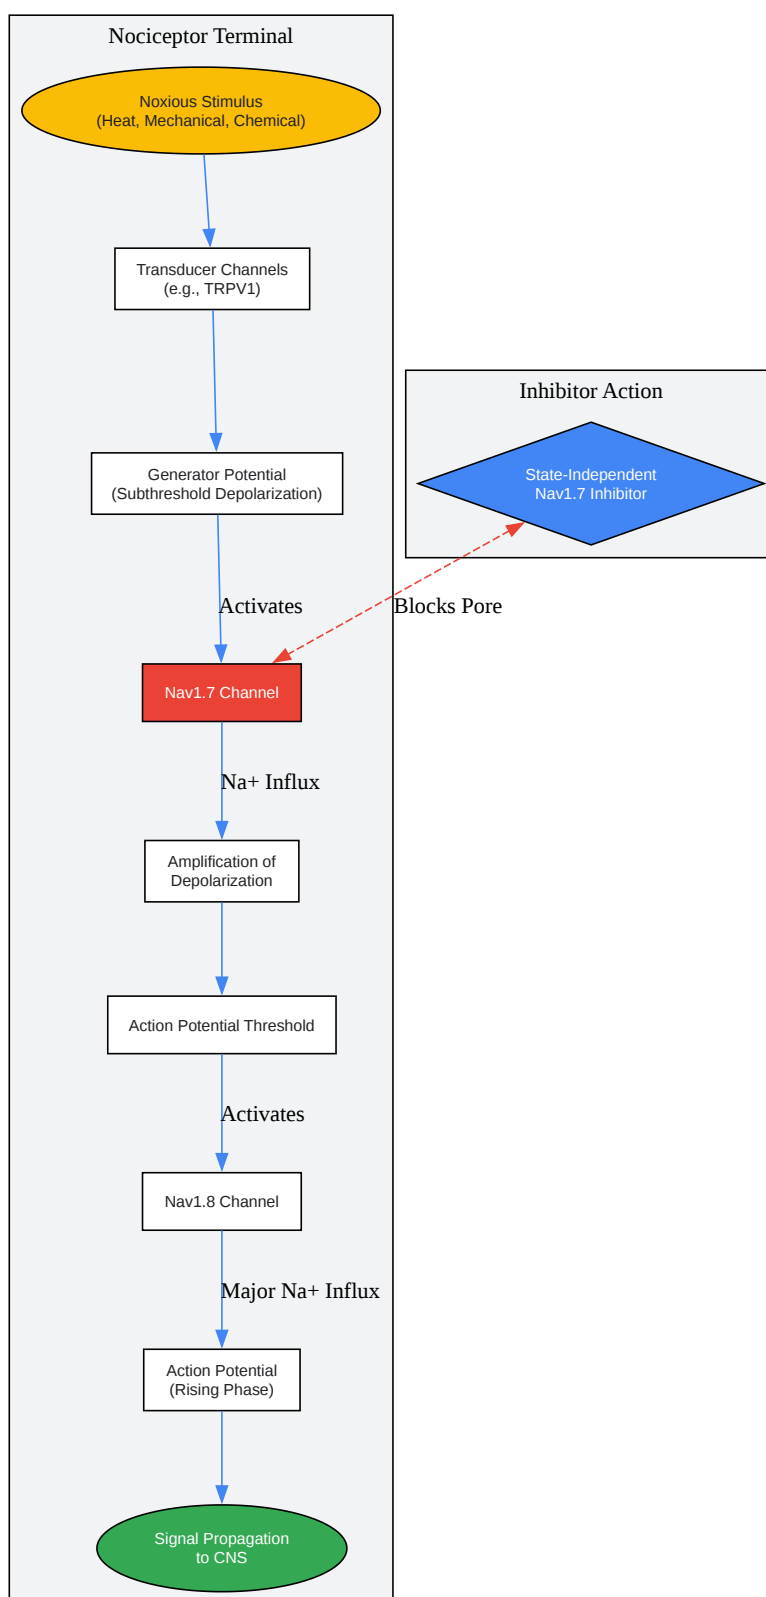 Nociceptor Terminal
Noxious Stimulus
(Heat, Mechanical, Chemical)
Transducer Channels
(e.g., TRPV1)
Inhibitor Action
Generator Potential
(Subthreshold Depolarization)
State-Independent
Nav1.7 Inhibitor
Activates
Blocks Pore
Nav1.7 Channel
Na+ Influx
Amplification of
Depolarization
Action Potential Threshold
Activates
Nav1.8 Channel
Major Na+ Influx
Action Potential
(Rising Phase)
Signal Propagation
to CNS